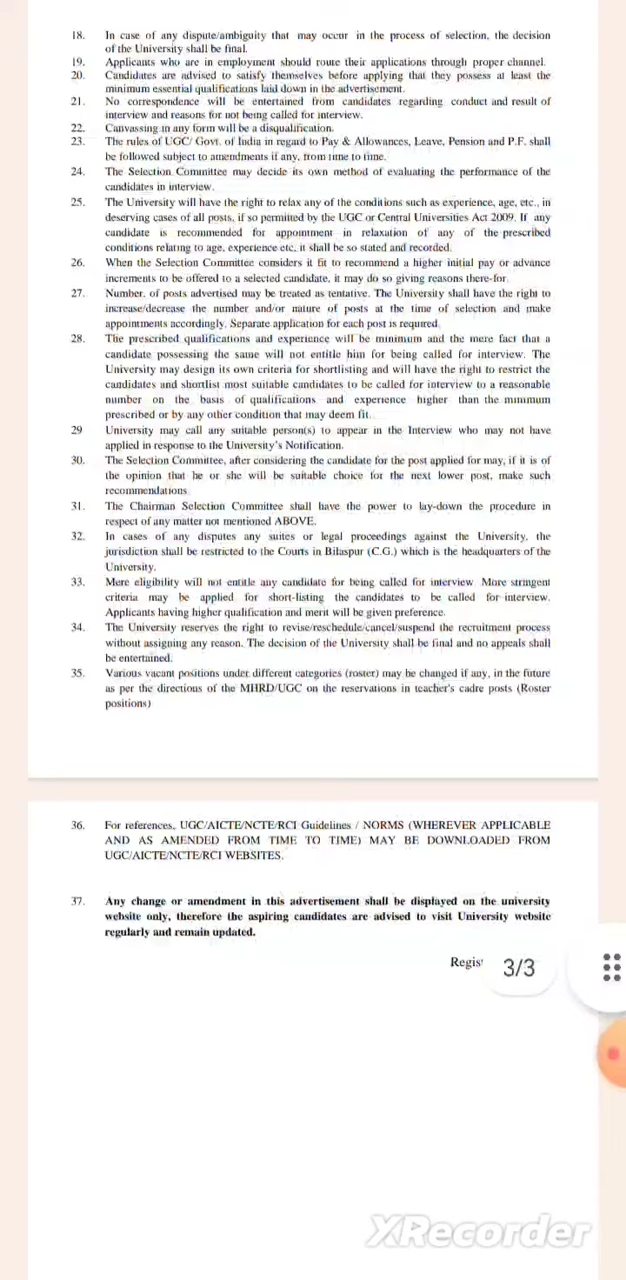 18. In case of any dispute/ambiguity that may occur in the process of selection, the decision
of the University shall be final.
19. Applicants who are in employment should route their applications through proper channel.
20. Candidates are advised to satisfy themselves before applying that they possess at least the
minimum essential qualifications laid down in the advertisement.
21. No correspondence will be entertained from candidates regarding conduct and result of
interview and reasons for not being called for interview.
22. Canvassing in any form will be a disqualification.
23. The rules of UGC/ Govt. of India in regard to Pay & Allowances, Leave, Pension and P.F. shall
be followed subject to amendments if any, from time to time.
24. The Selection Committee may decide its own method of evaluating the performance of the
candidates in interview.
25. The University will have the right to relax any of the conditions such as experience, age, etc., in
deserving cases of all posts, if so permitted by the UGC or Central Universities Act 2009. If any
candidate is recommended for appointment in relaxation of any of the prescribed
conditions relating to age, experience etc, it shall be so stated and recorded.
26. When the Selection Committee considers it fit to recommend a higher initial pay or advance
increments to be offered to a selected candidate, it may do so giving reasons there-for.
27. Number. of posts advertised may be treated as tentative. The University shall have the right to
increase/decrease the number and/or nature of posts at the time of selection and make
appointments accordingly. Separate application for each post is required.
28. The prescribed qualifications and experience will be minimum and the mere fact that a
candidate possessing the same will not entitle him for being called for interview. The
University may design its own criteria for shortlisting and will have the right to restrict the
candidates and shortlist most suitable candidates to be called for interview to a reasonable
number on the basis of qualifications and experience higher than the minimum
prescribed or by any other condition that may deem fit.
29 University may call any suitable person(s) to appear in the Interview who may not have
applied in response to the University's Notification.
30. The Selection Committee, after considering the candidate for the post applied for may, if it is of
the opinion that he or she will be suitable choice for the next lower post, make such
recommendations
31. The Chairman Selection Committee shall have the power to lay-down the procedure in
respect of any matter not mentioned ABOVE.
32. In cases of any disputes any suites or legal proceedings against the University, the
jurisdiction shall be restricted to the Courts in Bilaspur (C.G.) which is the headquarters of the
University.
33. Mere eligibility will not entitle any candidate for being called for interview More stringent
criteria may be applied for short-listing the candidates to be called for interview.
Applicants having higher qualification and merit will be given preference.
34. The University reserves the right to revise/reschedule/cancel/suspend the recruitment process
without assigning any reason. The decision of the University shall be final and no appeals shall
be entertained.
35. Various vacant positions under different categories (roster) may be changed if any, in the future
as per the directions of the MHRD/UGC on the reservations in teacher's cadre posts (Roster
positions)
36. For references, UGC/AICTE/NCTE/RCI Guidelines / NORMS (WHEREVER APPLICABLE
AND AS AMENDED FROM TIME TO TIME) MAY BE DOWNLOADED FROM
UGC/AICTE/NCTE/RCI WEBSITES.
37. Any change or amendment in this advertisement shall be displayed on the university
website only, therefore the aspiring candidates are advised to visit University website
regularly and remain updated.
Regis
3/3
XRecorder